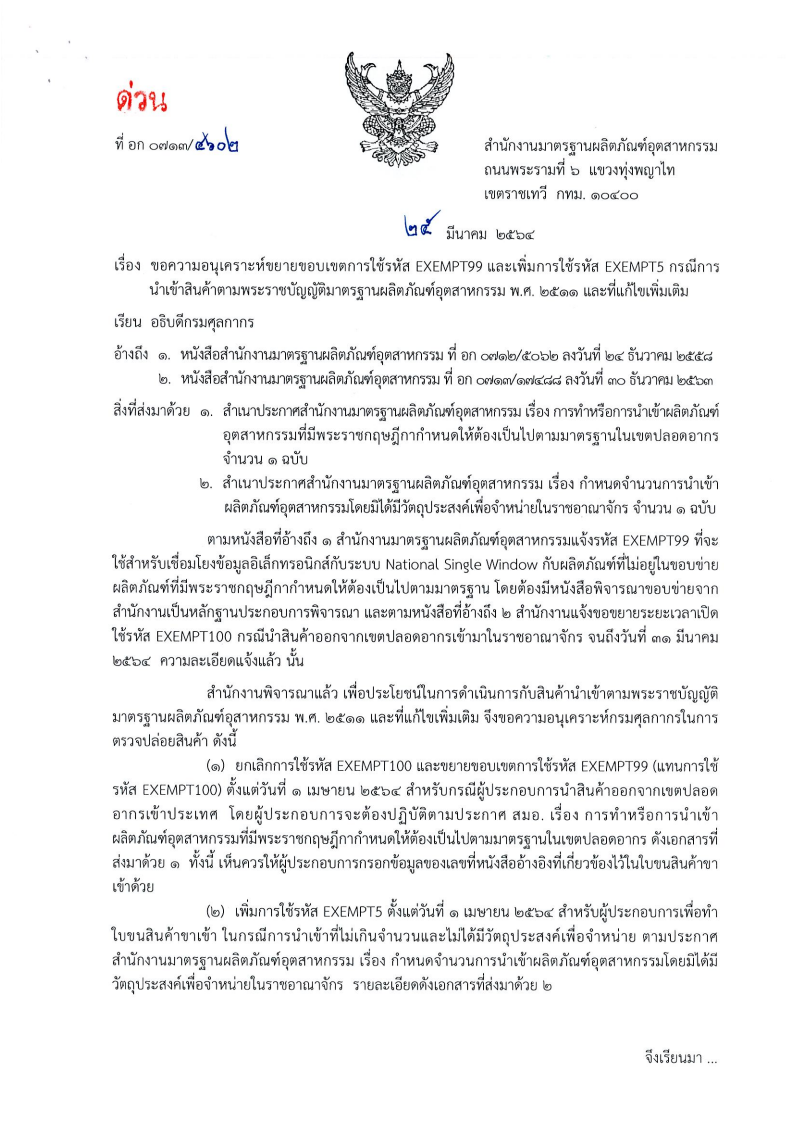 ด่วน
ที่ อก ๐๗๑๓/๕๖๐๒
สำนักงานมาตรฐานผลิตภัณฑ์อุตสาหกรรม
ถนนพระรามที่ ๖ แขวงทุ่งพญาไท
เขตราชเทวี กทม. ๑๐๔๐๐
๒๕ มีนาคม ๒๕๖๔
เรื่อง ขอความอนุเคราะห์ขยายขอบเขตการใช้รหัส EXEMPT99 และเพิ่มการใช้รหัส EXEMPT5 กรณีการ
นำเข้าสินค้าตามพระราชบัญญัติมาตรฐานผลิตภัณฑ์อุตสาหกรรม พ.ศ. ๒๕๑๑ และที่แก้ไขเพิ่มเติม
เรียน อธิบดีกรมศุลกากร
อ้างถึง ๑. หนังสือสำนักงานมาตรฐานผลิตภัณฑ์อุตสาหกรรม ที่ อก ๐๗๑๒/๕๐๖๒ ลงวันที่ ๒๔ ธันวาคม ๒๕๕๘
๒. หนังสือสำนักงานมาตรฐานผลิตภัณฑ์อุตสาหกรรม ที่ อก ๐๗๑๓/๑๗๔๘๘ ลงวันที่ ๓๐ ธันวาคม ๒๕๖๓
สิ่งที่ส่งมาด้วย ๑. สำเนาประกาศสำนักงานมาตรฐานผลิตภัณฑ์อุตสาหกรรม เรื่อง การทำหรือการนำเข้าผลิตภัณฑ์
อุตสาหกรรมที่มีพระราชกฤษฎีกากำหนดให้ต้องเป็นไปตามมาตรฐานในเขตปลอดอากร
จำนวน ๑ ฉบับ
๒. สำเนาประกาศสำนักงานมาตรฐานผลิตภัณฑ์อุตสาหกรรม เรื่อง กำหนดจำนวนการนำเข้า
ผลิตภัณฑ์อุตสาหกรรมโดยมิได้มีวัตถุประสงค์เพื่อจำหน่ายในราชอาณาจักร จำนวน ๑ ฉบับ
ตามหนังสือที่อ้างถึง ๑ สำนักงานมาตรฐานผลิตภัณฑ์อุตสาหกรรมแจ้งรหัส EXEMPT99 ที่จะ
ใช้สำหรับเชื่อมโยงข้อมูลอิเล็กทรอนิกส์กับระบบ National Single Window กับผลิตภัณฑ์ที่ไม่อยู่ในขอบข่าย
ผลิตภัณฑ์ที่มีพระราชกฤษฎีกากำหนดให้ต้องเป็นไปตามมาตรฐาน โดยต้องมีหนังสือพิจารณาขอบข่ายจาก
สำนักงานเป็นหลักฐานประกอบการพิจารณา และตามหนังสือที่อ้างถึง ๒ สำนักงานแจ้งขอขยายระยะเวลาเปิด
ใช้รหัส EXEMPT100 กรณีนำสินค้าออกจากเขตปลอดอากรเข้ามาในราชอาณาจักร จนถึงวันที่ ๓๑ มีนาคม
๒๕๖๔ ความละเอียดแจ้งแล้ว นั้น
สำนักงานพิจารณาแล้ว เพื่อประโยชน์ในการดำเนินการกับสินค้านำเข้าตามพระราชบัญญัติ
มาตรฐานผลิตภัณฑ์อุสาหกรรม พ.ศ. ๒๕๑๑ และที่แก้ไขเพิ่มเติม จึงขอความอนุเคราะห์กรมศุลกากรในการ
ตรวจปล่อยสินค้า ดังนี้
(๑) ยกเลิกการใช้รหัส EXEMPT100 และขยายขอบเขตการใช้รหัส EXEMPT99 (แทนการใช้
รหัส EXEMPT100) ตั้งแต่วันที่ ๑ เมษายน ๒๕๖๔ สำหรับกรณีผู้ประกอบการนำสินค้าออกจากเขตปลอด
อากรเข้าประเทศ โดยผู้ประกอบการจะต้องปฏิบัติตามประกาศ สมอ. เรื่อง การทำหรือการนำเข้า
ผลิตภัณฑ์อุตสาหกรรมที่มีพระราชกฤษฎีกากำหนดให้ต้องเป็นไปตามมาตรฐานในเขตปลอดอากร ดังเอกสารที่
ส่งมาด้วย ๑ ทั้งนี้ เห็นควรให้ผู้ประกอบการกรอกข้อมูลของเลขที่หนังสืออ้างอิงที่เกี่ยวข้องไว้ในใบขนสินค้าขา
เข้าด้วย
(๒) เพิ่มการใช้รหัส EXEMPT5 ตั้งแต่วันที่ ๑ เมษายน ๒๕๖๔ สำหรับผู้ประกอบการเพื่อทำ
ใบขนสินค้าขาเข้า ในกรณีการนำเข้าที่ไม่เกินจำนวนและไม่ได้มีวัตถุประสงค์เพื่อจำหน่าย ตามประกาศ
สำนักงานมาตรฐานผลิตภัณฑ์อุตสาหกรรม เรื่อง กำหนดจำนวนการนำเข้าผลิตภัณฑ์อุตสาหกรรมโดยมิได้มี
วัตถุประสงค์เพื่อจำหน่ายในราชอาณาจักร รายละเอียดดังเอกสารที่ส่งมาด้วย ๒
จึงเรียนมา ...